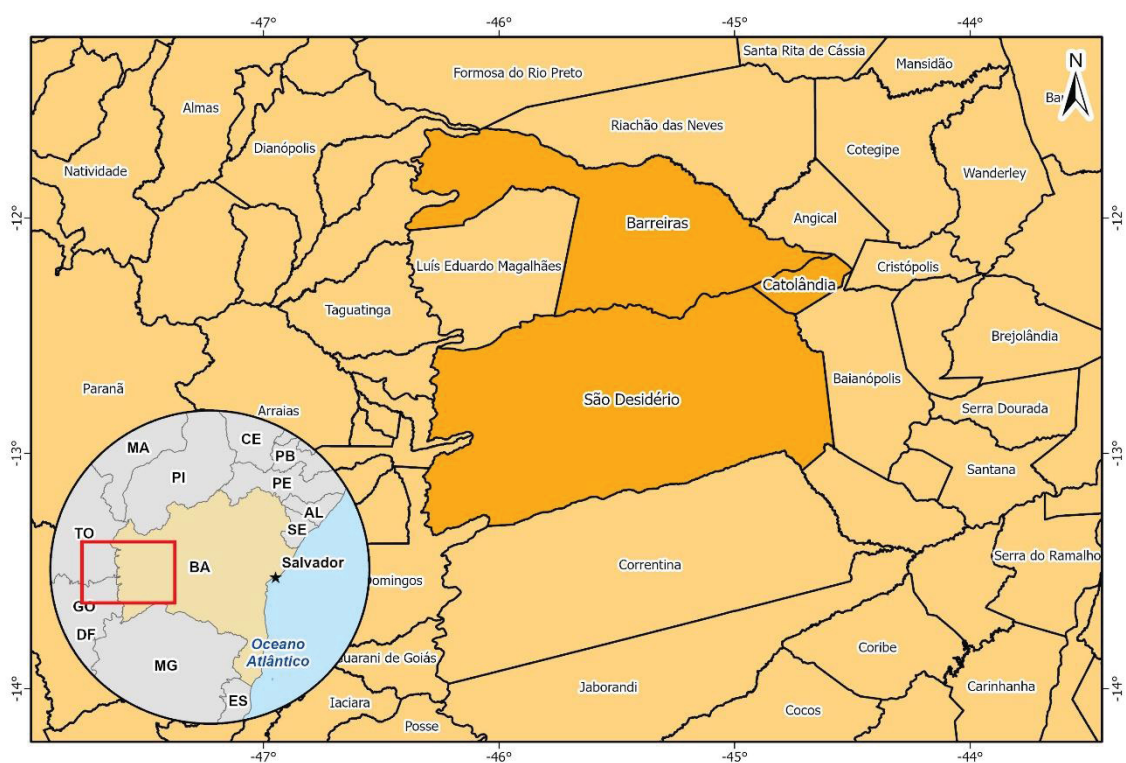 -47°
-46°
-45°
-44°
Santa Rita de Cássia
Mansidão
N
Formosa do Rio Preto
Almas
Riachão das Neves
Dianópolis
Cotegipe
Natividade
Wanderley
-12°
-12°
Angical
Barreiras
Luís Eduardo Magalhães
Cristópolis
Catolândia
Taguatinga
Brejolândia
Paranã
Baianópolis
São Desidério
Serra Dourada
Arraias
-13°
-13°
Santana
Correntina
Serra do Ramalho
Domingos
Coribe
Guarani de Goiás
Jaborandi
Carinhanha
-14°
-14°
Iaciara
Cocos
Posse
MA
CE
PB
PI
PE
AL
SE
TO
BA
Salvador
GO
DF
MG
Oceano
Atlântico
ES
-47°
-46°
-45°
-44°